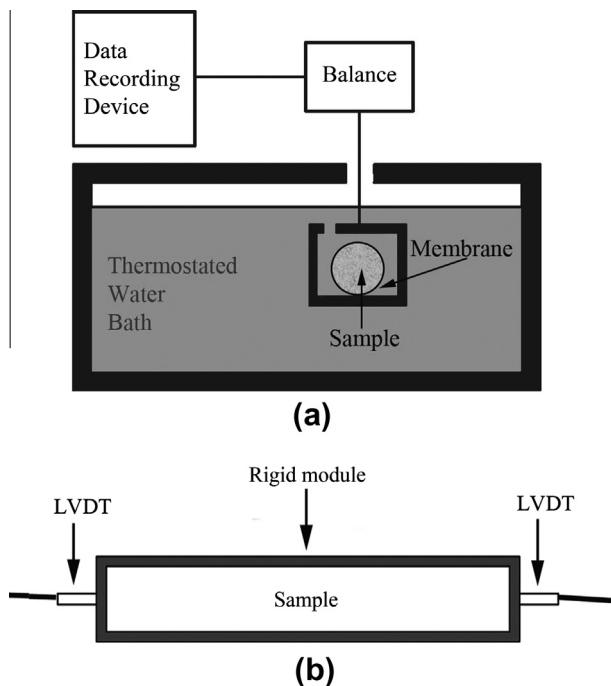 Data
Recording
Device
Balance
Thermostated
Water
Bath
Membrane
Sample
(a)
Rigid module
LVDT
LVDT
Sample
(b)